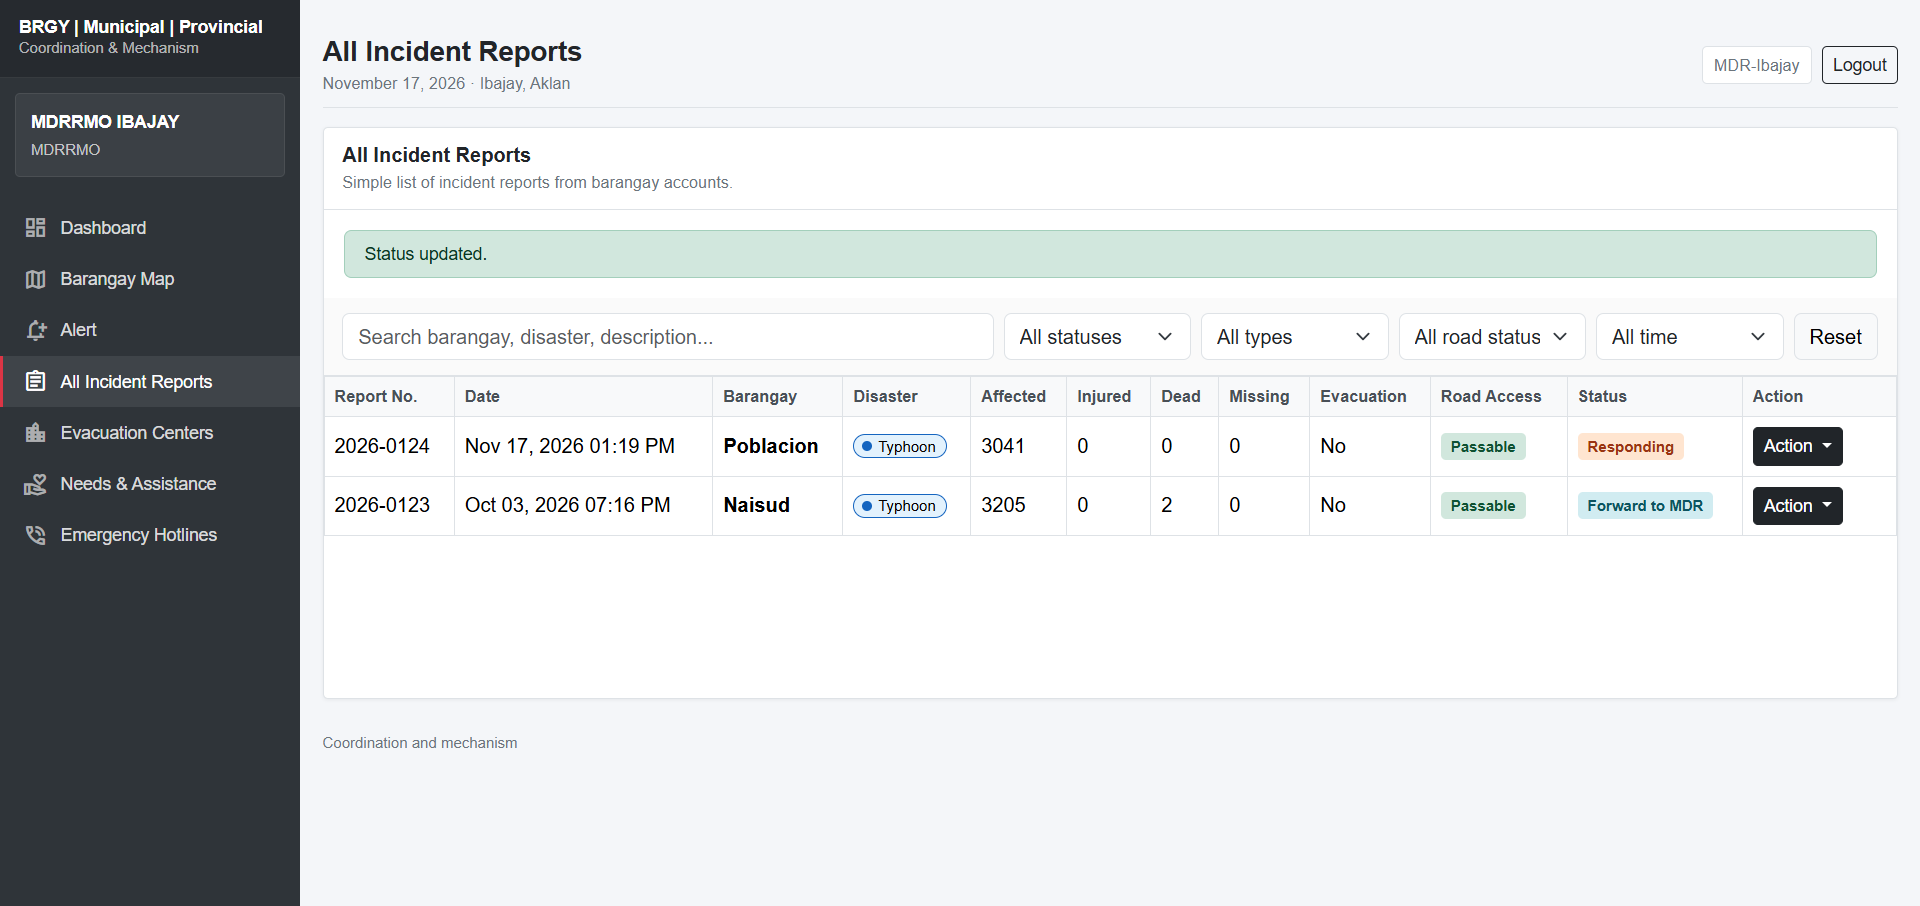 BRGY | Municipal | Provincial
Coordination & Mechanism
MDRRMO IBAJAY
MDRRMO
Dashboard
Barangay Map
Alert
All Incident Reports
Evacuation Centers
Needs & Assistance
Emergency Hotlines
All Incident Reports
November 17, 2026 · Ibajay, Aklan
MDR-Ibajay
Logout
All Incident Reports
Simple list of incident reports from barangay accounts.
Status updated.
Search barangay, disaster, description...
All statuses
All types
All road status
All time
Reset
Report No. Date Barangay Disaster Affected Injured Dead Missing Evacuation Road Access Status Action
2026-0124 Nov 17, 2026 01:19 PM Poblacion Typhoon 3041 0 0 0 No Passable Responding Action
2026-0123 Oct 03, 2026 07:16 PM Naisud Typhoon 3205 0 2 0 No Passable Forward to MDR Action
Coordination and mechanism